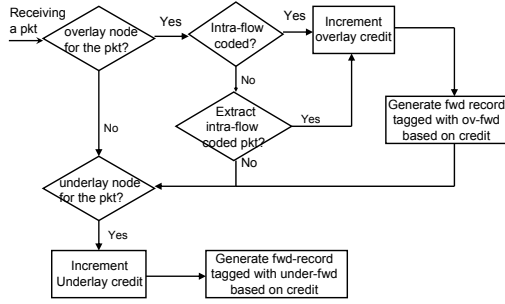 Receiving
a pkt
overlay node
for the pkt?
Yes
Intra-flow
coded?
Yes
Increment
overlay credit
No
Extract
intra-flow
coded pkt?
Yes
Generate fwd record
tagged with ov-fwd
based on credit
No
No
underlay node
for the pkt?
Yes
Increment
Underlay credit
Generate fwd-record
tagged with under-fwd
based on credit